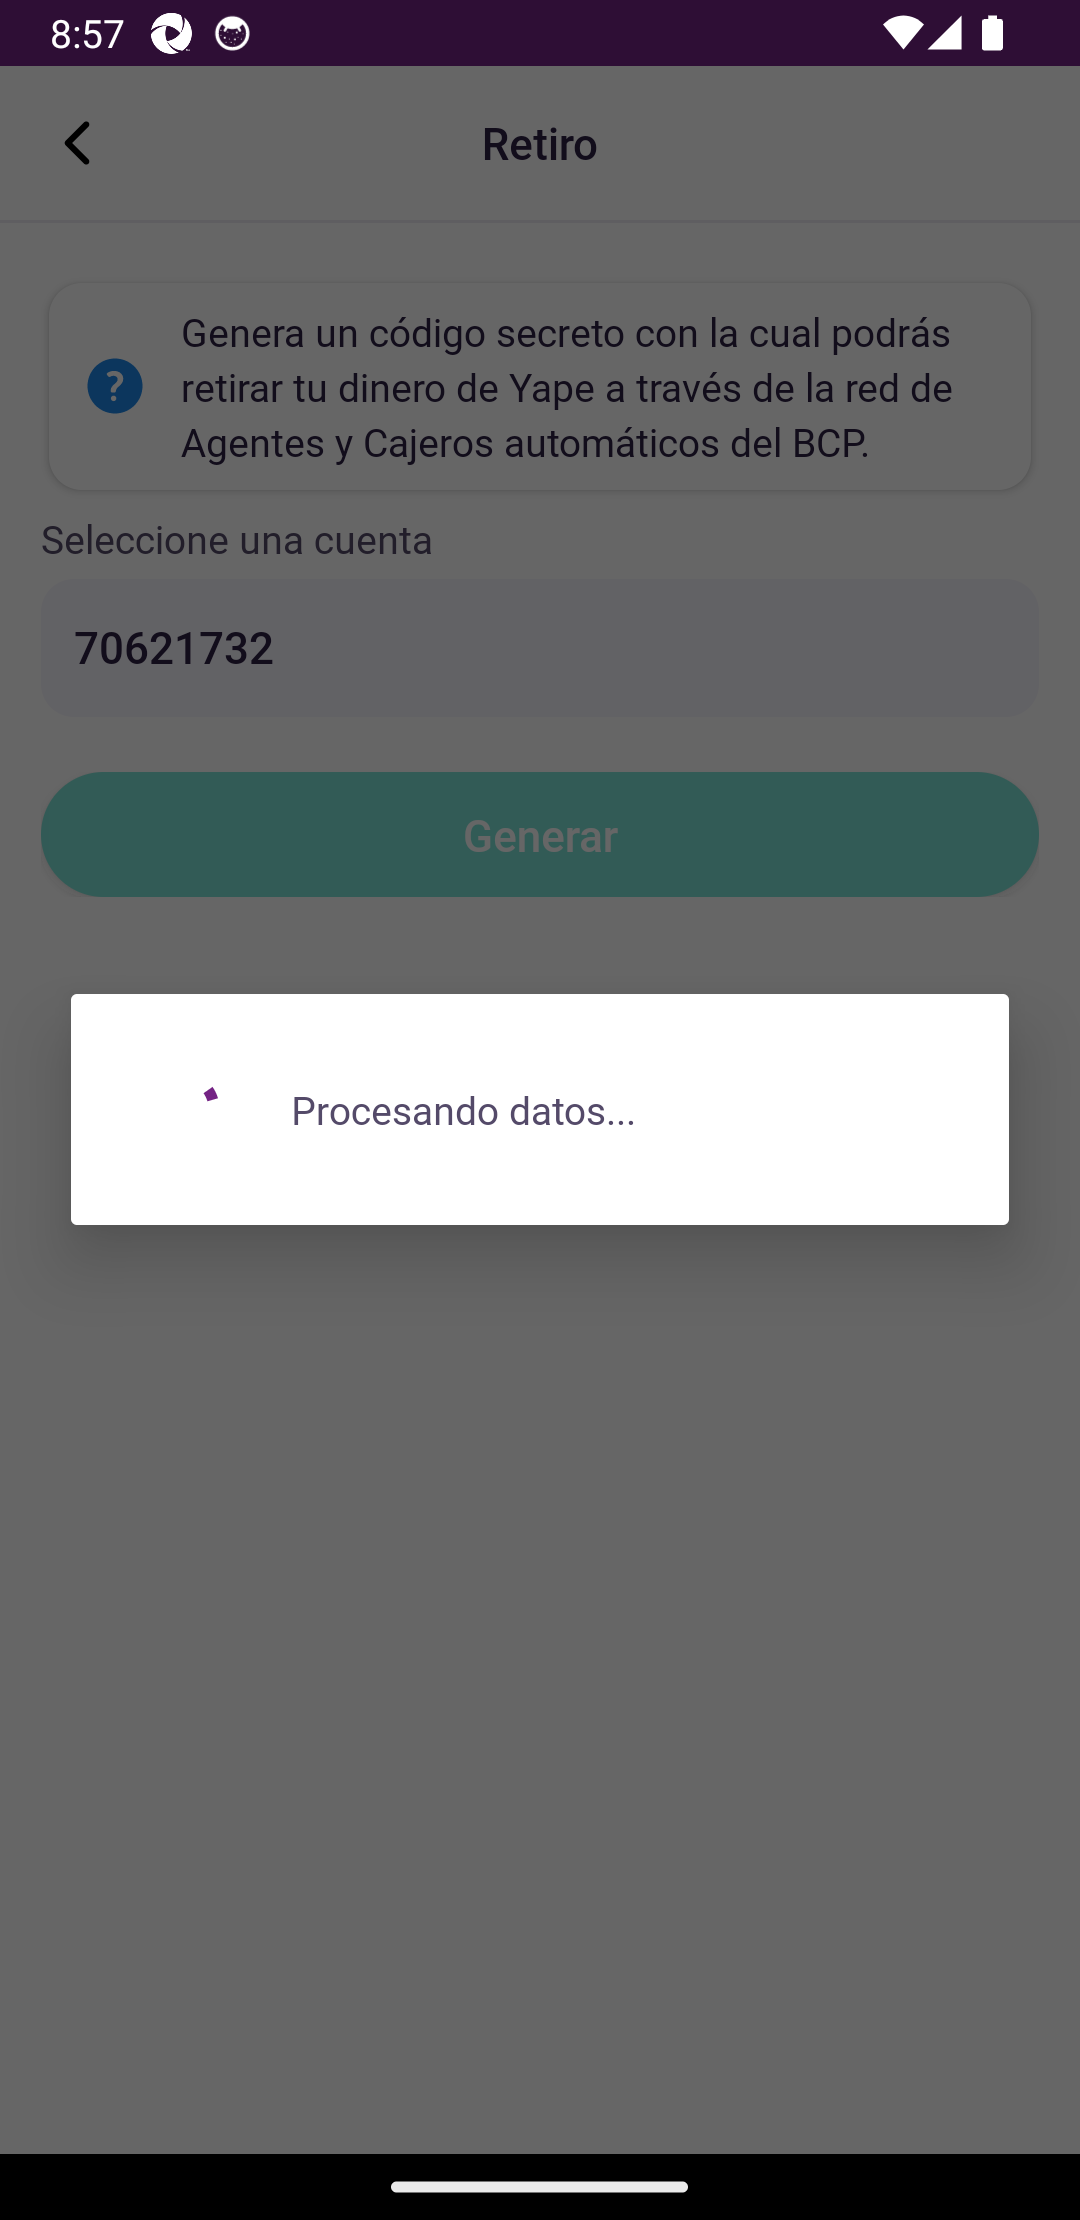 8:57
Retiro
?
Genera un código secreto con la cual podrás
retirar tu dinero de Yape a través de la red de
Agentes y Cajeros automáticos del BCP.
Seleccione una cuenta
70621732
Generar
Procesando datos...